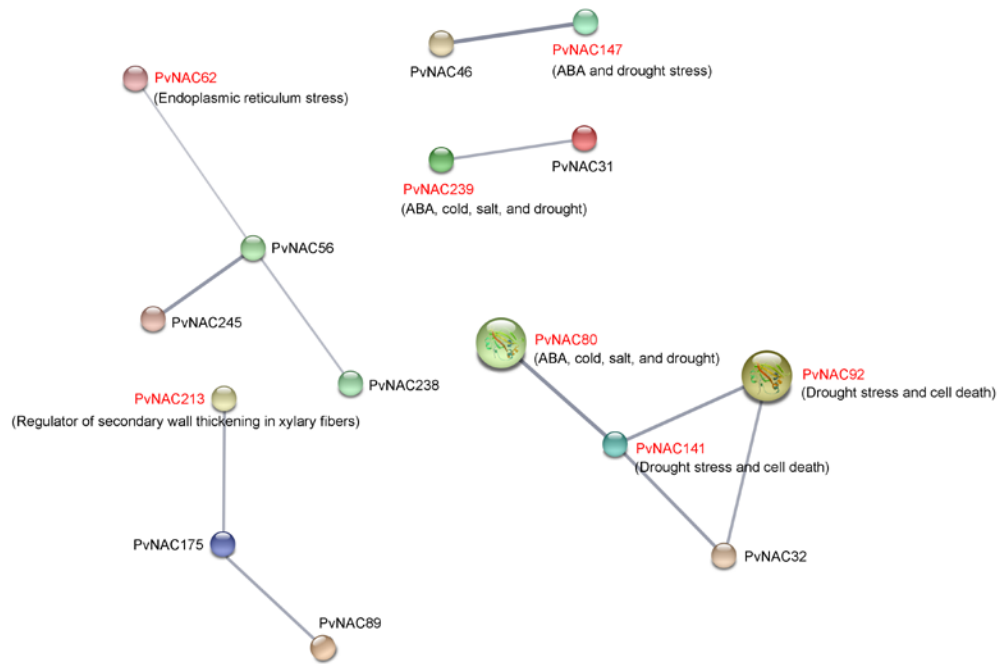 PvNAC62
(Endoplasmic reticulum stress)
PvNAC46
PvNAC147
(ABA and drought stress)
PvNAC31
PvNAC239
(ABA, cold, salt, and drought)
PvNAC56
PvNAC245
PvNAC238
PvNAC213
(Regulator of secondary wall thickening in xylary fibers)
PvNAC175
PvNAC89
PvNAC80
(ABA, cold, salt, and drought)
PvNAC92
(Drought stress and cell death)
PvNAC141
(Drought stress and cell death)
PvNAC32